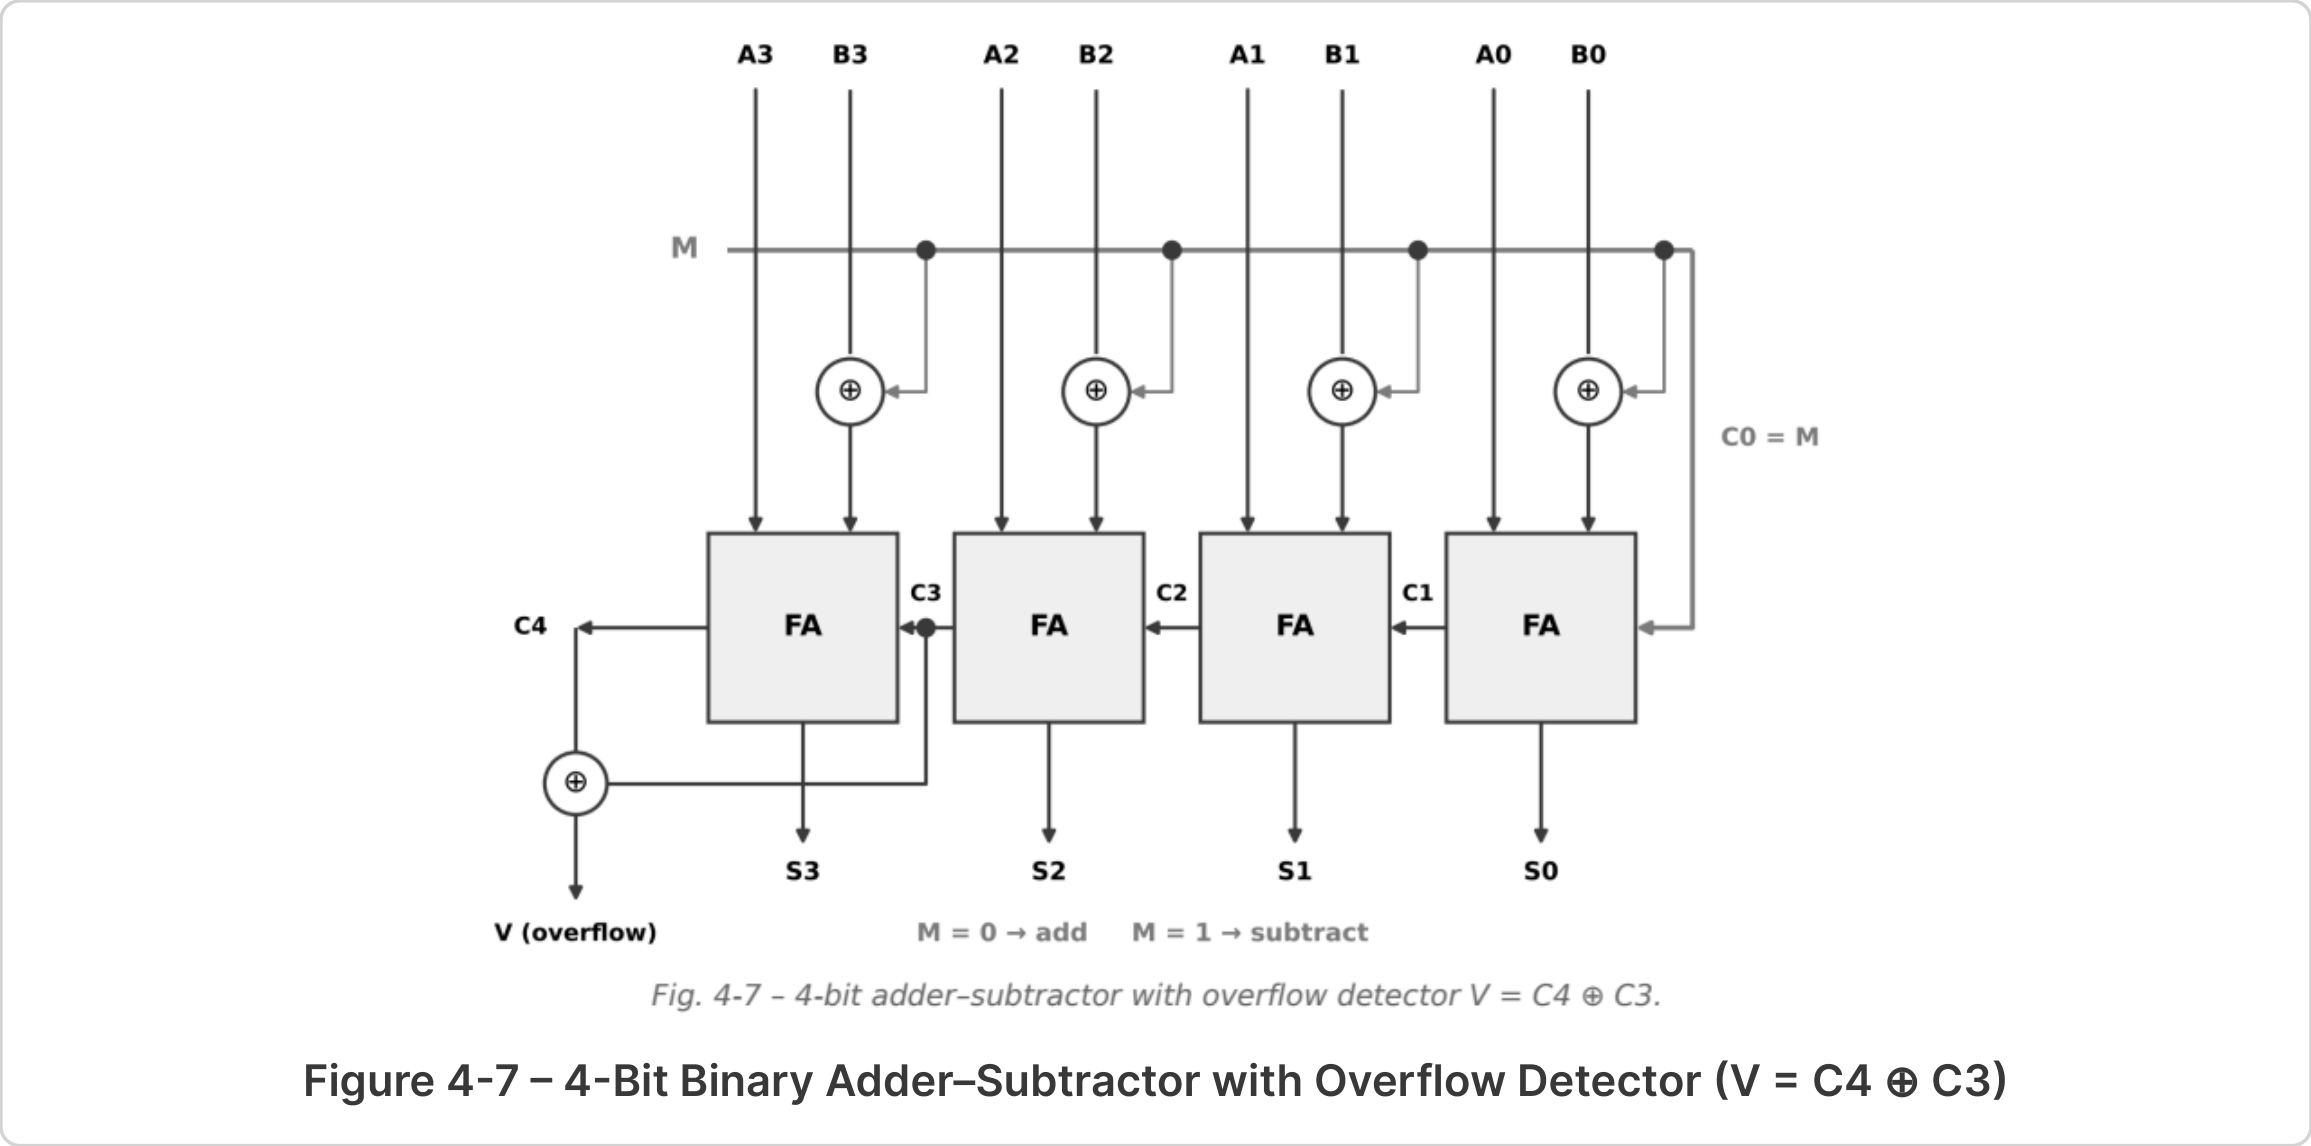 A3 B3 A2 B2 A1 B1 A0 B0
M
⊕ ⊕ ⊕ ⊕
C0 = M
C3 C2 C1
C4 FA FA FA FA
⊕
S3 S2 S1 S0
V (overflow) M = 0 → add M = 1 → subtract
Fig. 4-7 – 4-bit adder–subtractor with overflow detector V = C4 ⊕ C3.
Figure 4-7 – 4-Bit Binary Adder–Subtractor with Overflow Detector (V = C4 ⊕ C3)